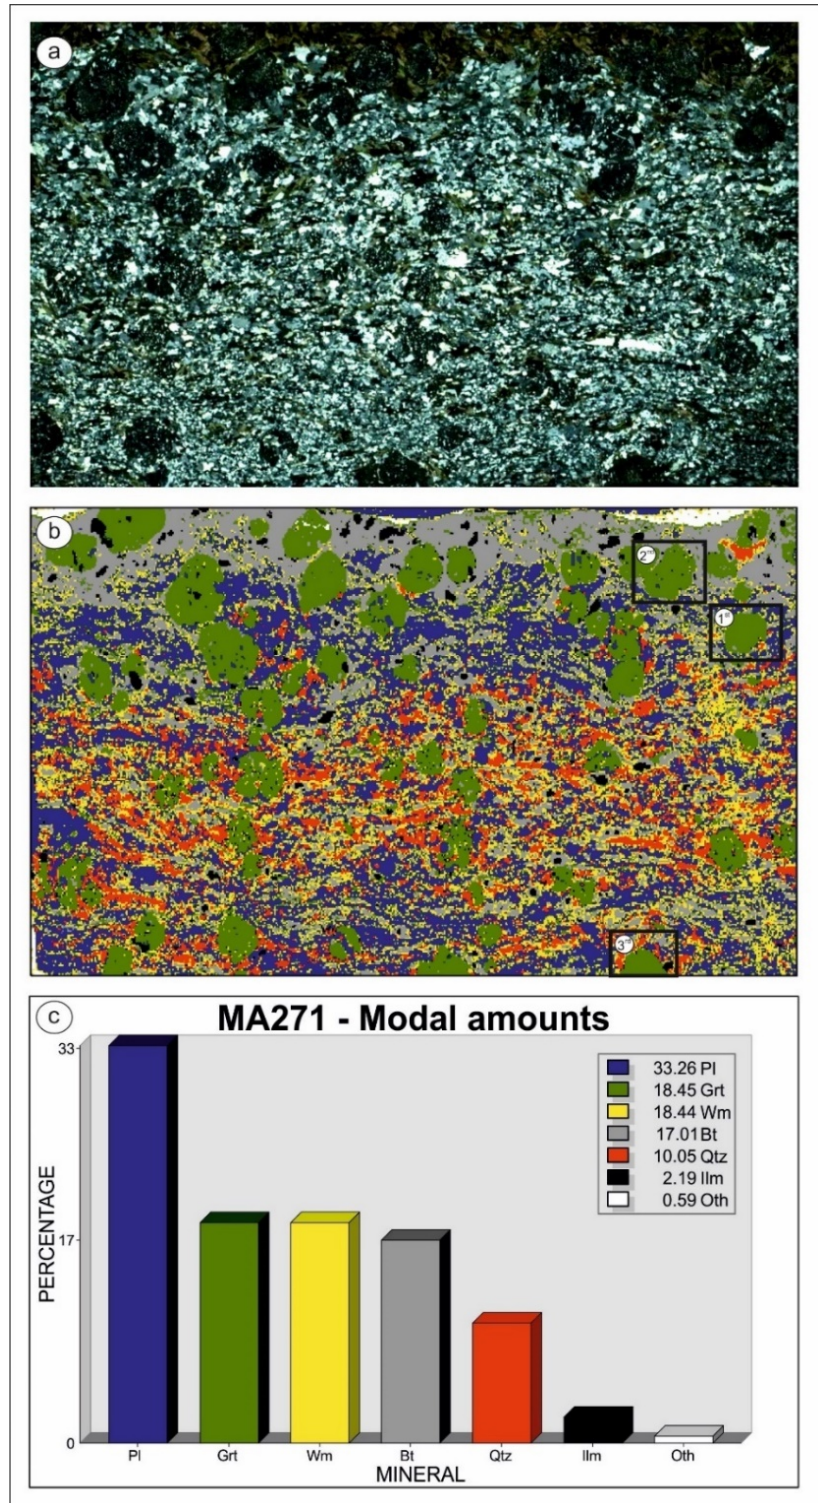 a
b
2nd
1st
3rd
c
MA271 - Modal amounts
33
17
0
PERCENTAGE
33.26 Pl
18.45 Grt
18.44 Wm
17.01 Bt
10.05 Qtz
2.19 Ilm
0.59 Oth
Pl Grt Wm Bt Qtz Ilm Oth
MINERAL